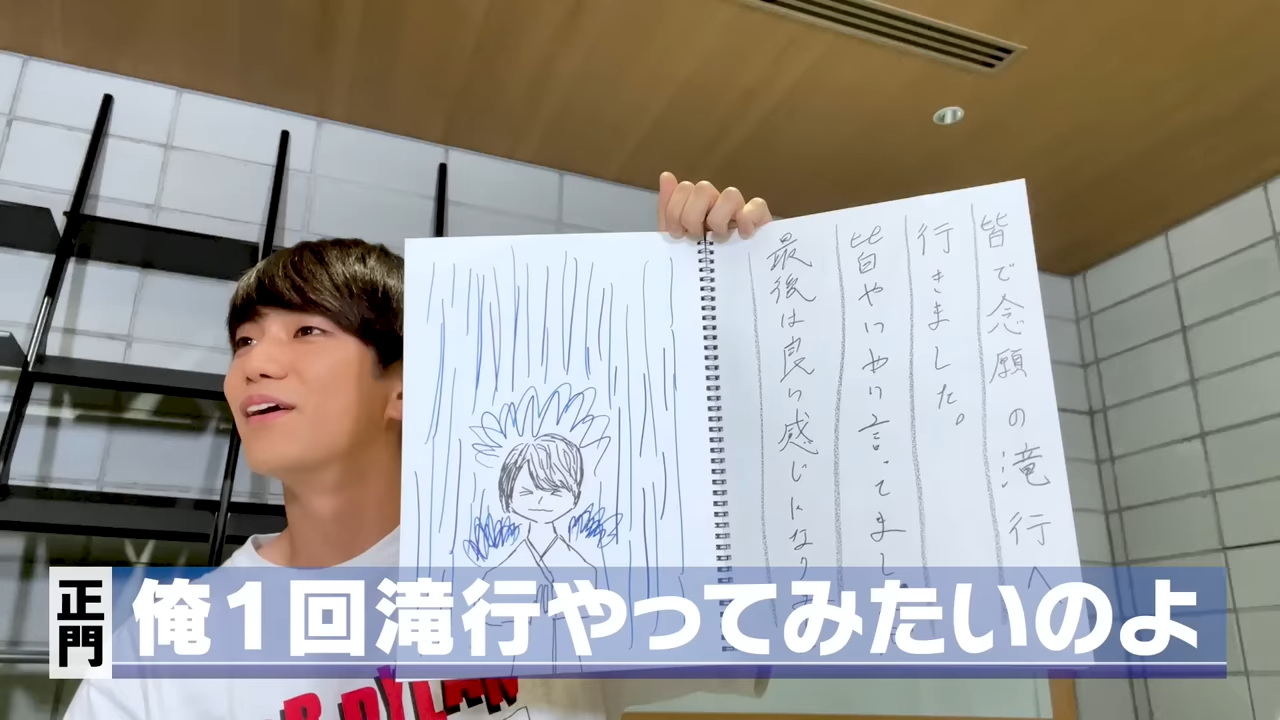 皆で念願の滝行へ
行きました。
皆やいやい言ってまし
最後は良い感じになりま
正門
俺1回滝行やってみたいのよ
DYLAN